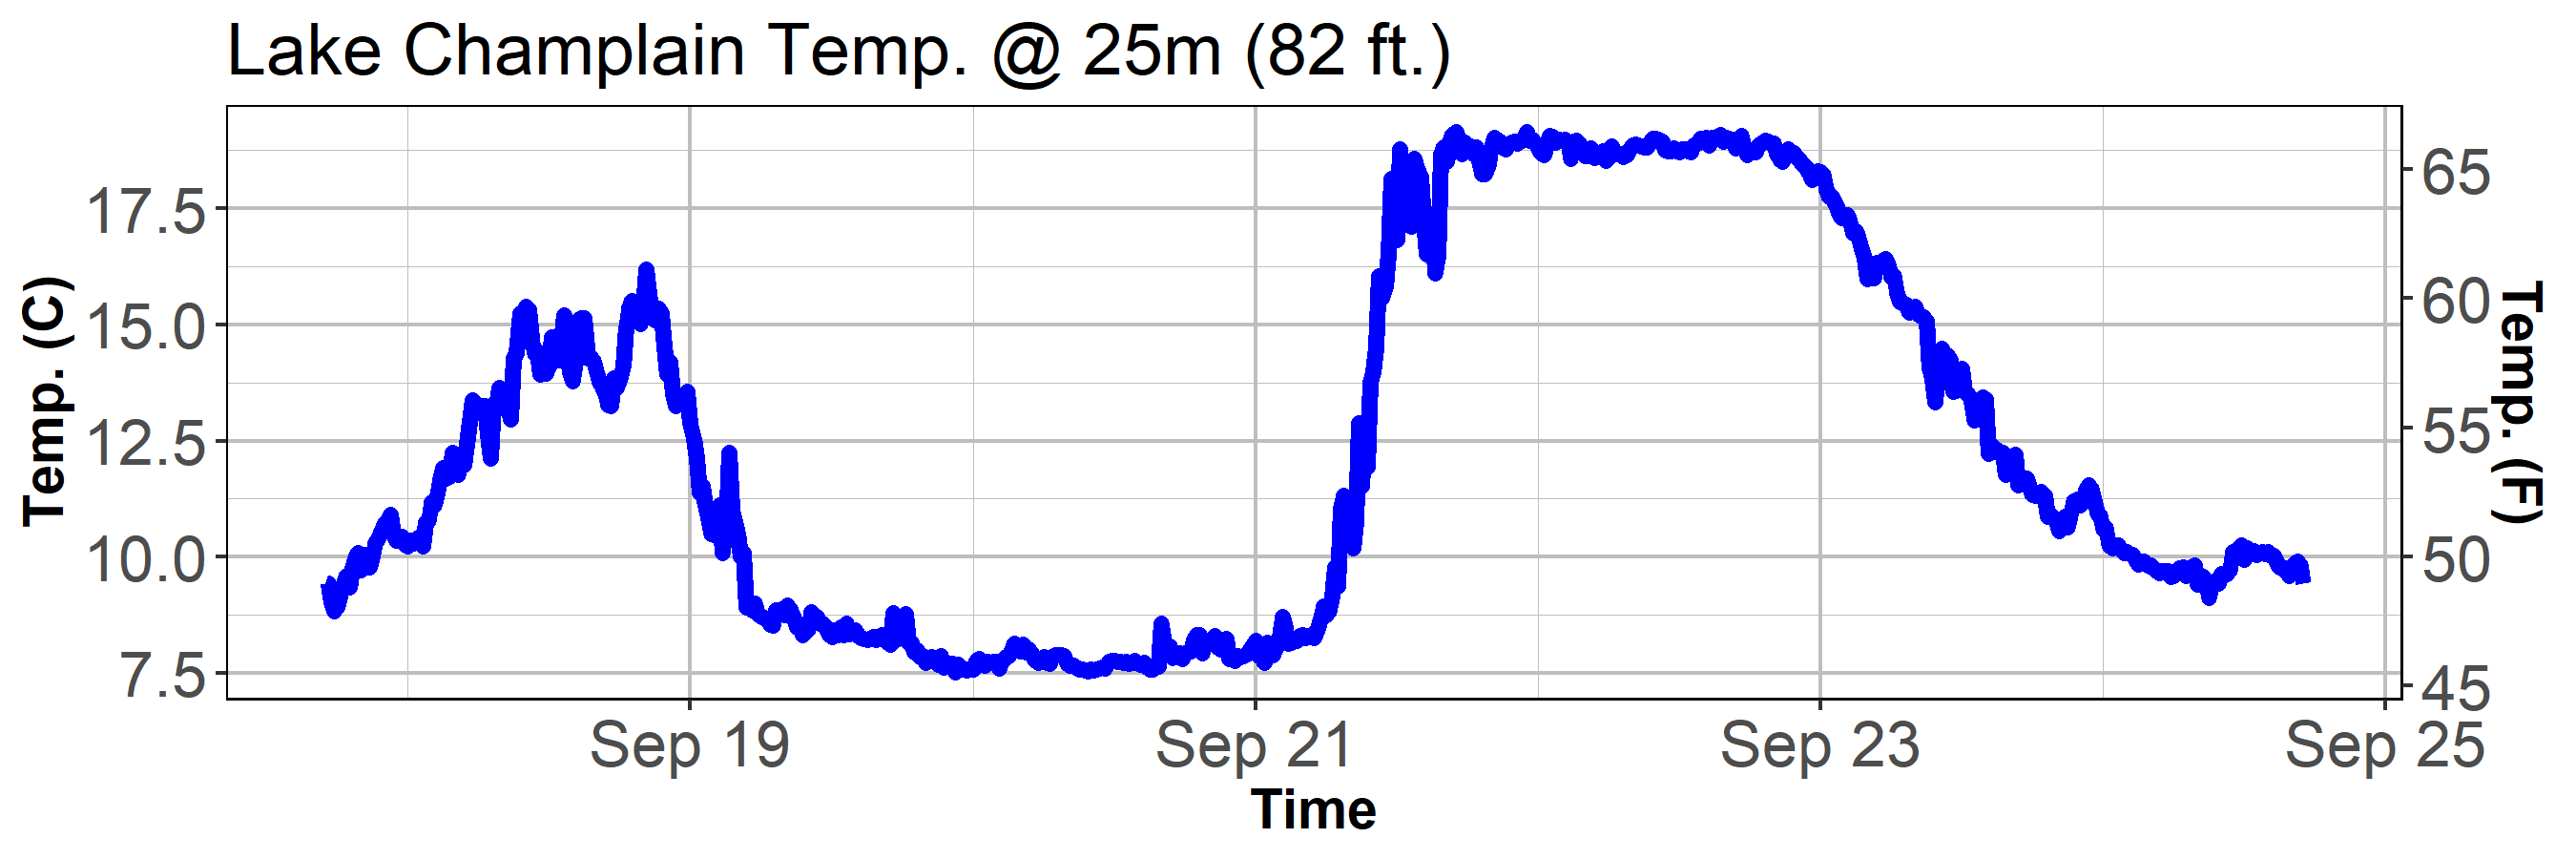 Lake Champlain Temp. @ 25m (82 ft.)
Temp. (C)
17.5
15.0
12.5
10.0
7.5
65
60
55
50
45
Temp. (F)
Sep 19
Sep 21
Sep 23
Sep 25
Time